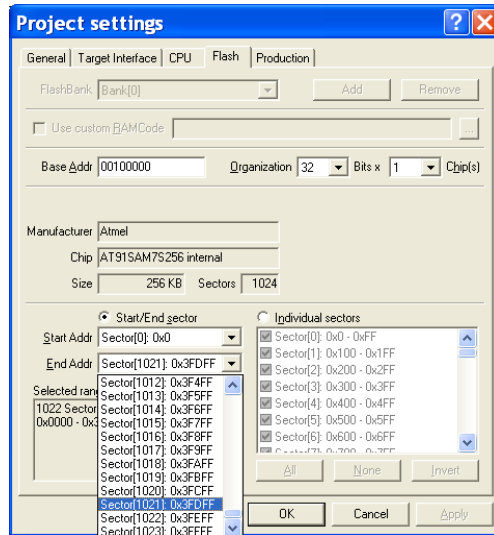 Project settings
General Target Interface CPU Flash Production
FlashBank Bank[0] Add Remove
Use custom RAMCode ...
Base Addr 00100000 Organization 32 Bits x 1 Chip(s)
Manufacturer Atmel
Chip AT91SAM7S256 internal
Size 256 KB Sectors 1024
Start/End sector Individual sectors
Start Addr Sector[0]: 0x0
End Addr Sector[1021]: 0x3FDFF
Selected ran
1022 Sector
0x0000 - 0x3
Sector[1012]: 0x3F4FF
Sector[1013]: 0x3F5FF
Sector[1014]: 0x3F6FF
Sector[1015]: 0x3F7FF
Sector[1016]: 0x3F8FF
Sector[1017]: 0x3F9FF
Sector[1018]: 0x3FAFF
Sector[1019]: 0x3FBFF
Sector[1020]: 0x3FCFF
Sector[1021]: 0x3FDFF
Sector[1022]: 0x3FEFF
Sector[1023]: 0x3FFFF
Sector[0]: 0x0 - 0xFF
Sector[1]: 0x100 - 0x1FF
Sector[2]: 0x200 - 0x2FF
Sector[3]: 0x300 - 0x3FF
Sector[4]: 0x400 - 0x4FF
Sector[5]: 0x500 - 0x5FF
Sector[6]: 0x600 - 0x6FF
Sector[7]: 0x700 - 0x7FF
All None Invert
OK Cancel Apply